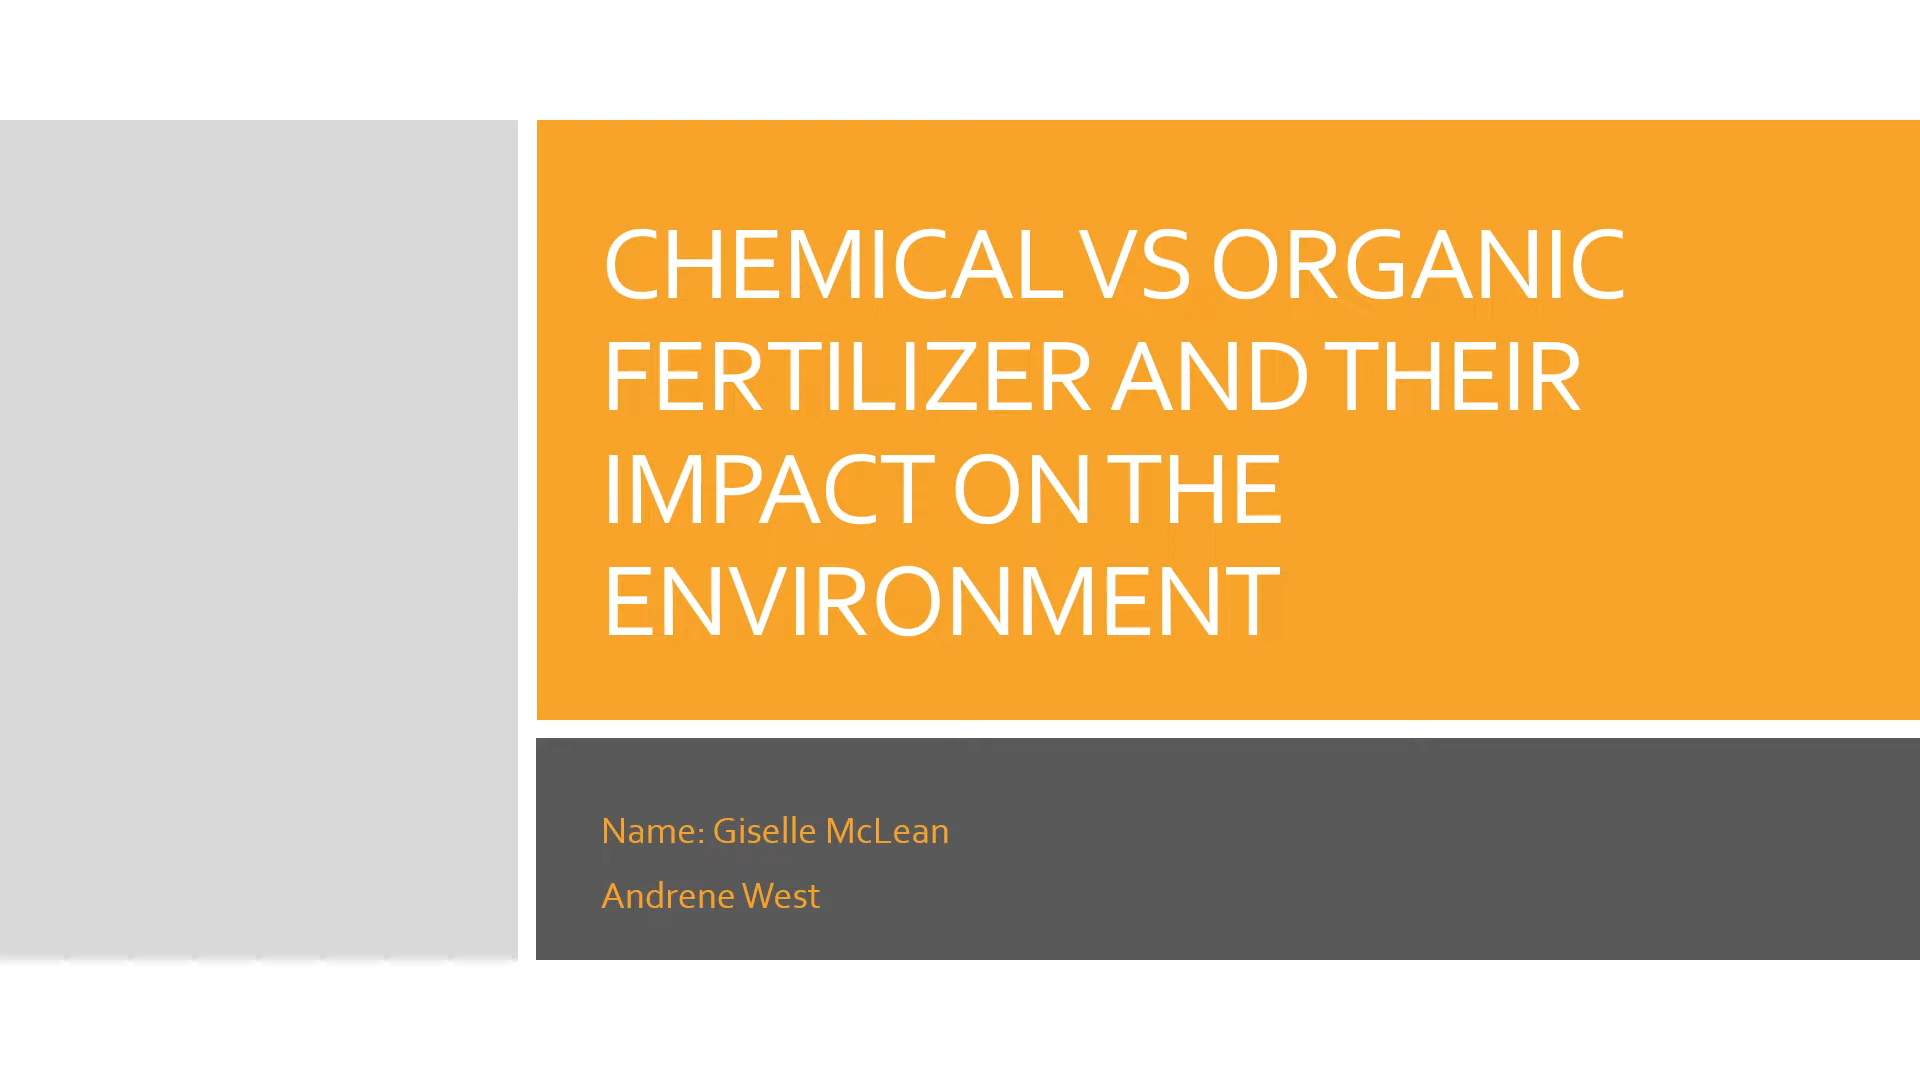 CHEMICAL VS ORGANIC
FERTILIZER AND THEIR
IMPACT ON THE
ENVIRONMENT
Name: Giselle McLean
Andrene West